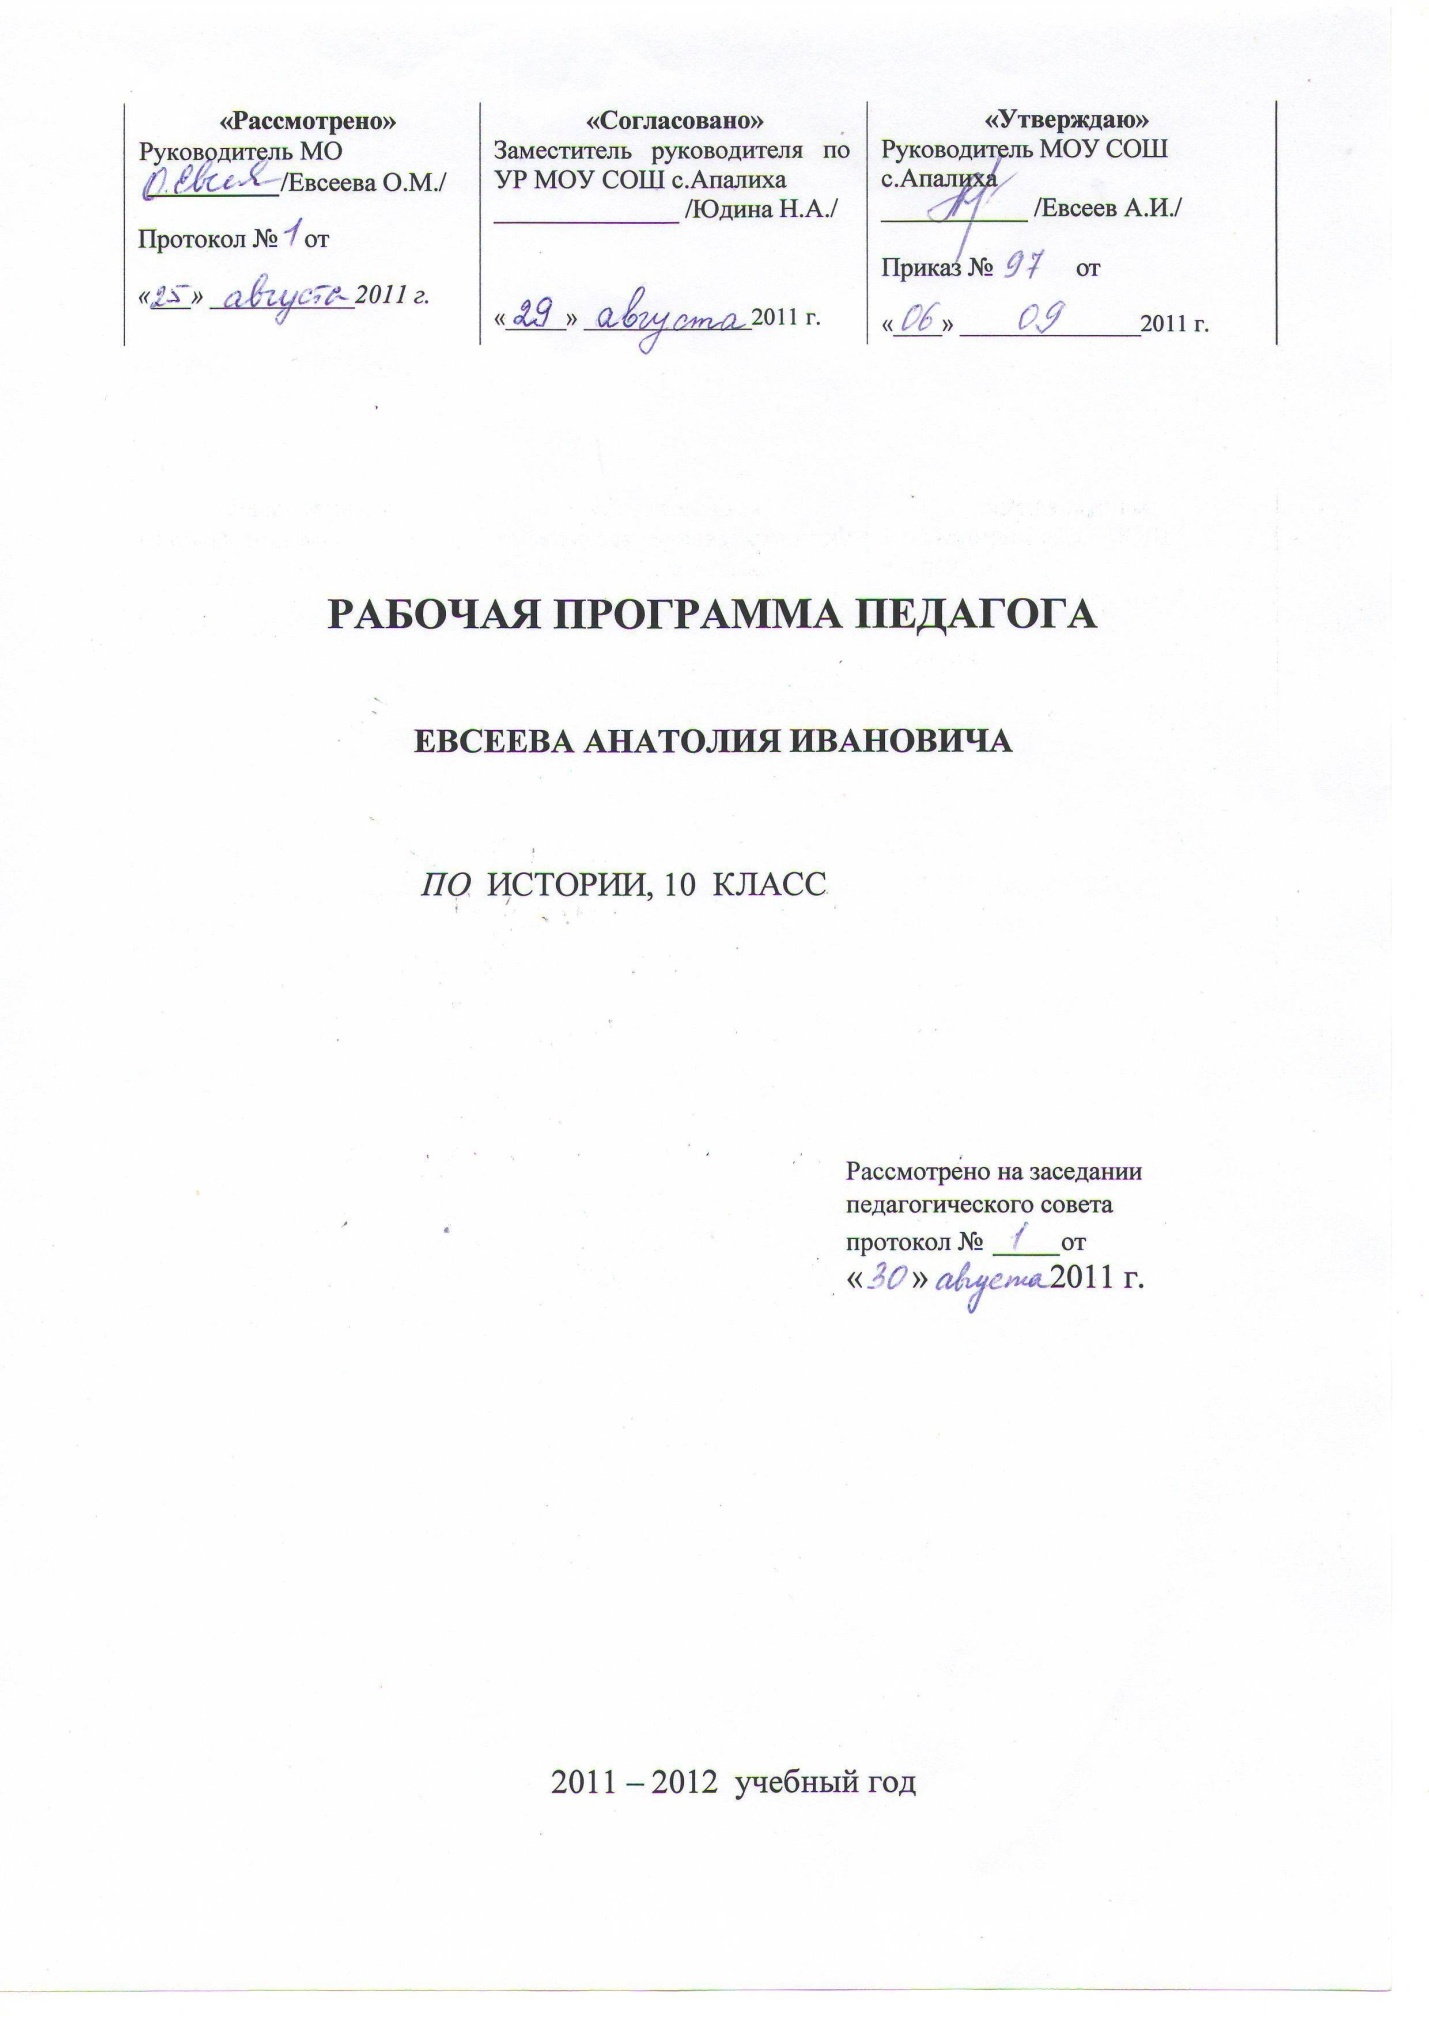 «Рассмотрено»
Руководитель МО
О.Евсе /Евсеева О.М./
Протокол № 1 от
«25» августа 2011 г.
«Согласовано»
Заместитель руководителя по
УР МОУ СОШ с.Апалиха
/Юдина Н.А./
«29» августа 2011 г.
«Утверждаю»
Руководитель МОУ СОШ
с.Апалиха
/Евсеев А.И./
Приказ № 97 от
«06» 09 2011 г.
РАБОЧАЯ ПРОГРАММА ПЕДАГОГА
ЕВСЕЕВА АНАТОЛИЯ ИВАНОВИЧА
ПО ИСТОРИИ, 10 КЛАСС
Рассмотрено на заседании
педагогического совета
протокол № 1 от
«30» августа 2011 г.
2011 – 2012 учебный год